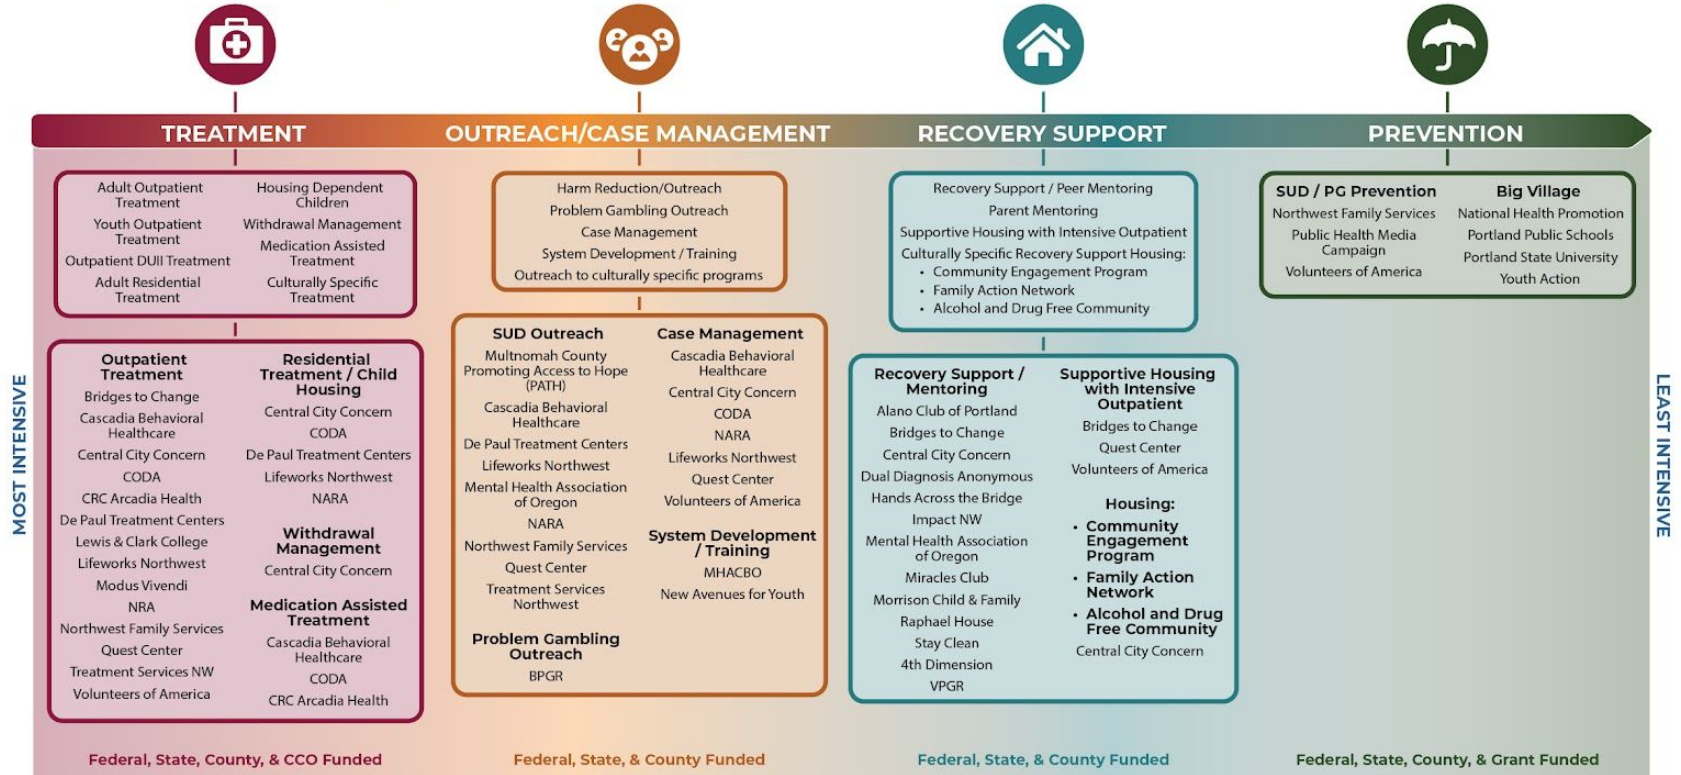 TREATMENT
OUTREACH/CASE MANAGEMENT
RECOVERY SUPPORT
PREVENTION
MOST INTENSIVE
Adult Outpatient
Treatment
Youth Outpatient
Treatment
Outpatient DUII Treatment
Adult Residential
Treatment
Housing Dependent
Children
Withdrawal Management
Medication Assisted
Treatment
Culturally Specific
Treatment
Outpatient
Treatment
Bridges to Change
Cascadia Behavioral
Healthcare
Central City Concern
CODA
CRC Arcadia Health
De Paul Treatment Centers
Lewis & Clark College
Lifeworks Northwest
Modus Vivendi
NRA
Northwest Family Services
Quest Center
Treatment Services NW
Volunteers of America
Residential
Treatment / Child
Housing
Central City Concern
CODA
De Paul Treatment Centers
Lifeworks Northwest
NARA
Withdrawal
Management
Central City Concern
Medication Assisted
Treatment
Cascadia Behavioral
Healthcare
CODA
CRC Arcadia Health
Federal, State, County, & CCO Funded
Harm Reduction/Outreach
Problem Gambling Outreach
Case Management
System Development / Training
Outreach to culturally specific programs
SUD Outreach
Multnomah County
Promoting Access to Hope
(PATH)
Cascadia Behavioral
Healthcare
De Paul Treatment Centers
Lifeworks Northwest
Mental Health Association
of Oregon
NARA
Northwest Family Services
Quest Center
Treatment Services
Northwest
Problem Gambling
Outreach
BPGR
Case Management
Cascadia Behavioral
Healthcare
Central City Concern
CODA
NARA
Lifeworks Northwest
Quest Center
Volunteers of America
System Development
/ Training
MHACBO
New Avenues for Youth
Federal, State, & County Funded
Recovery Support / Peer Mentoring
Parent Mentoring
Supportive Housing with Intensive Outpatient
Culturally Specific Recovery Support Housing:
• Community Engagement Program
• Family Action Network
• Alcohol and Drug Free Community
Recovery Support /
Mentoring
Alano Club of Portland
Bridges to Change
Central City Concern
Dual Diagnosis Anonymous
Hands Across the Bridge
Impact NW
Mental Health Association
of Oregon
Miracles Club
Morrison Child & Family
Raphael House
Stay Clean
4th Dimension
VPGR
Supportive Housing
with Intensive
Outpatient
Bridges to Change
Quest Center
Volunteers of America
Housing:
• Community
Engagement
Program
• Family Action
Network
• Alcohol and Drug
Free Community
Central City Concern
Federal, State, & County Funded
SUD / PG Prevention
Northwest Family Services
Public Health Media
Campaign
Volunteers of America
Big Village
National Health Promotion
Portland Public Schools
Portland State University
Youth Action
Federal, State, County, & Grant Funded
LEAST INTENSIVE